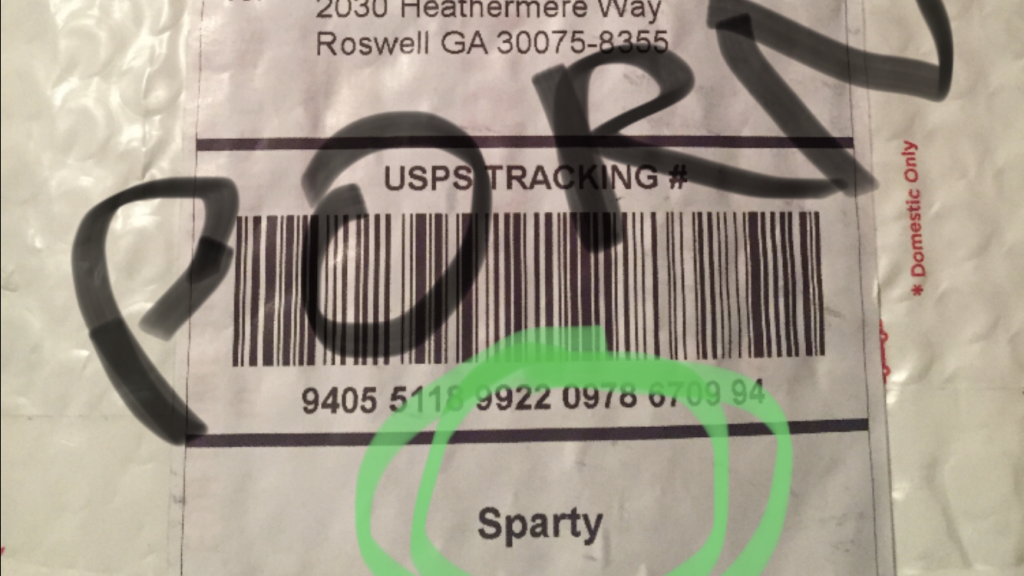 2030 Heathermere Way
Roswell GA 30075-8355
PORN
USPS TRACKING #
* Domestic Only
9405 5118 9922 0978 6709 94
Sparty